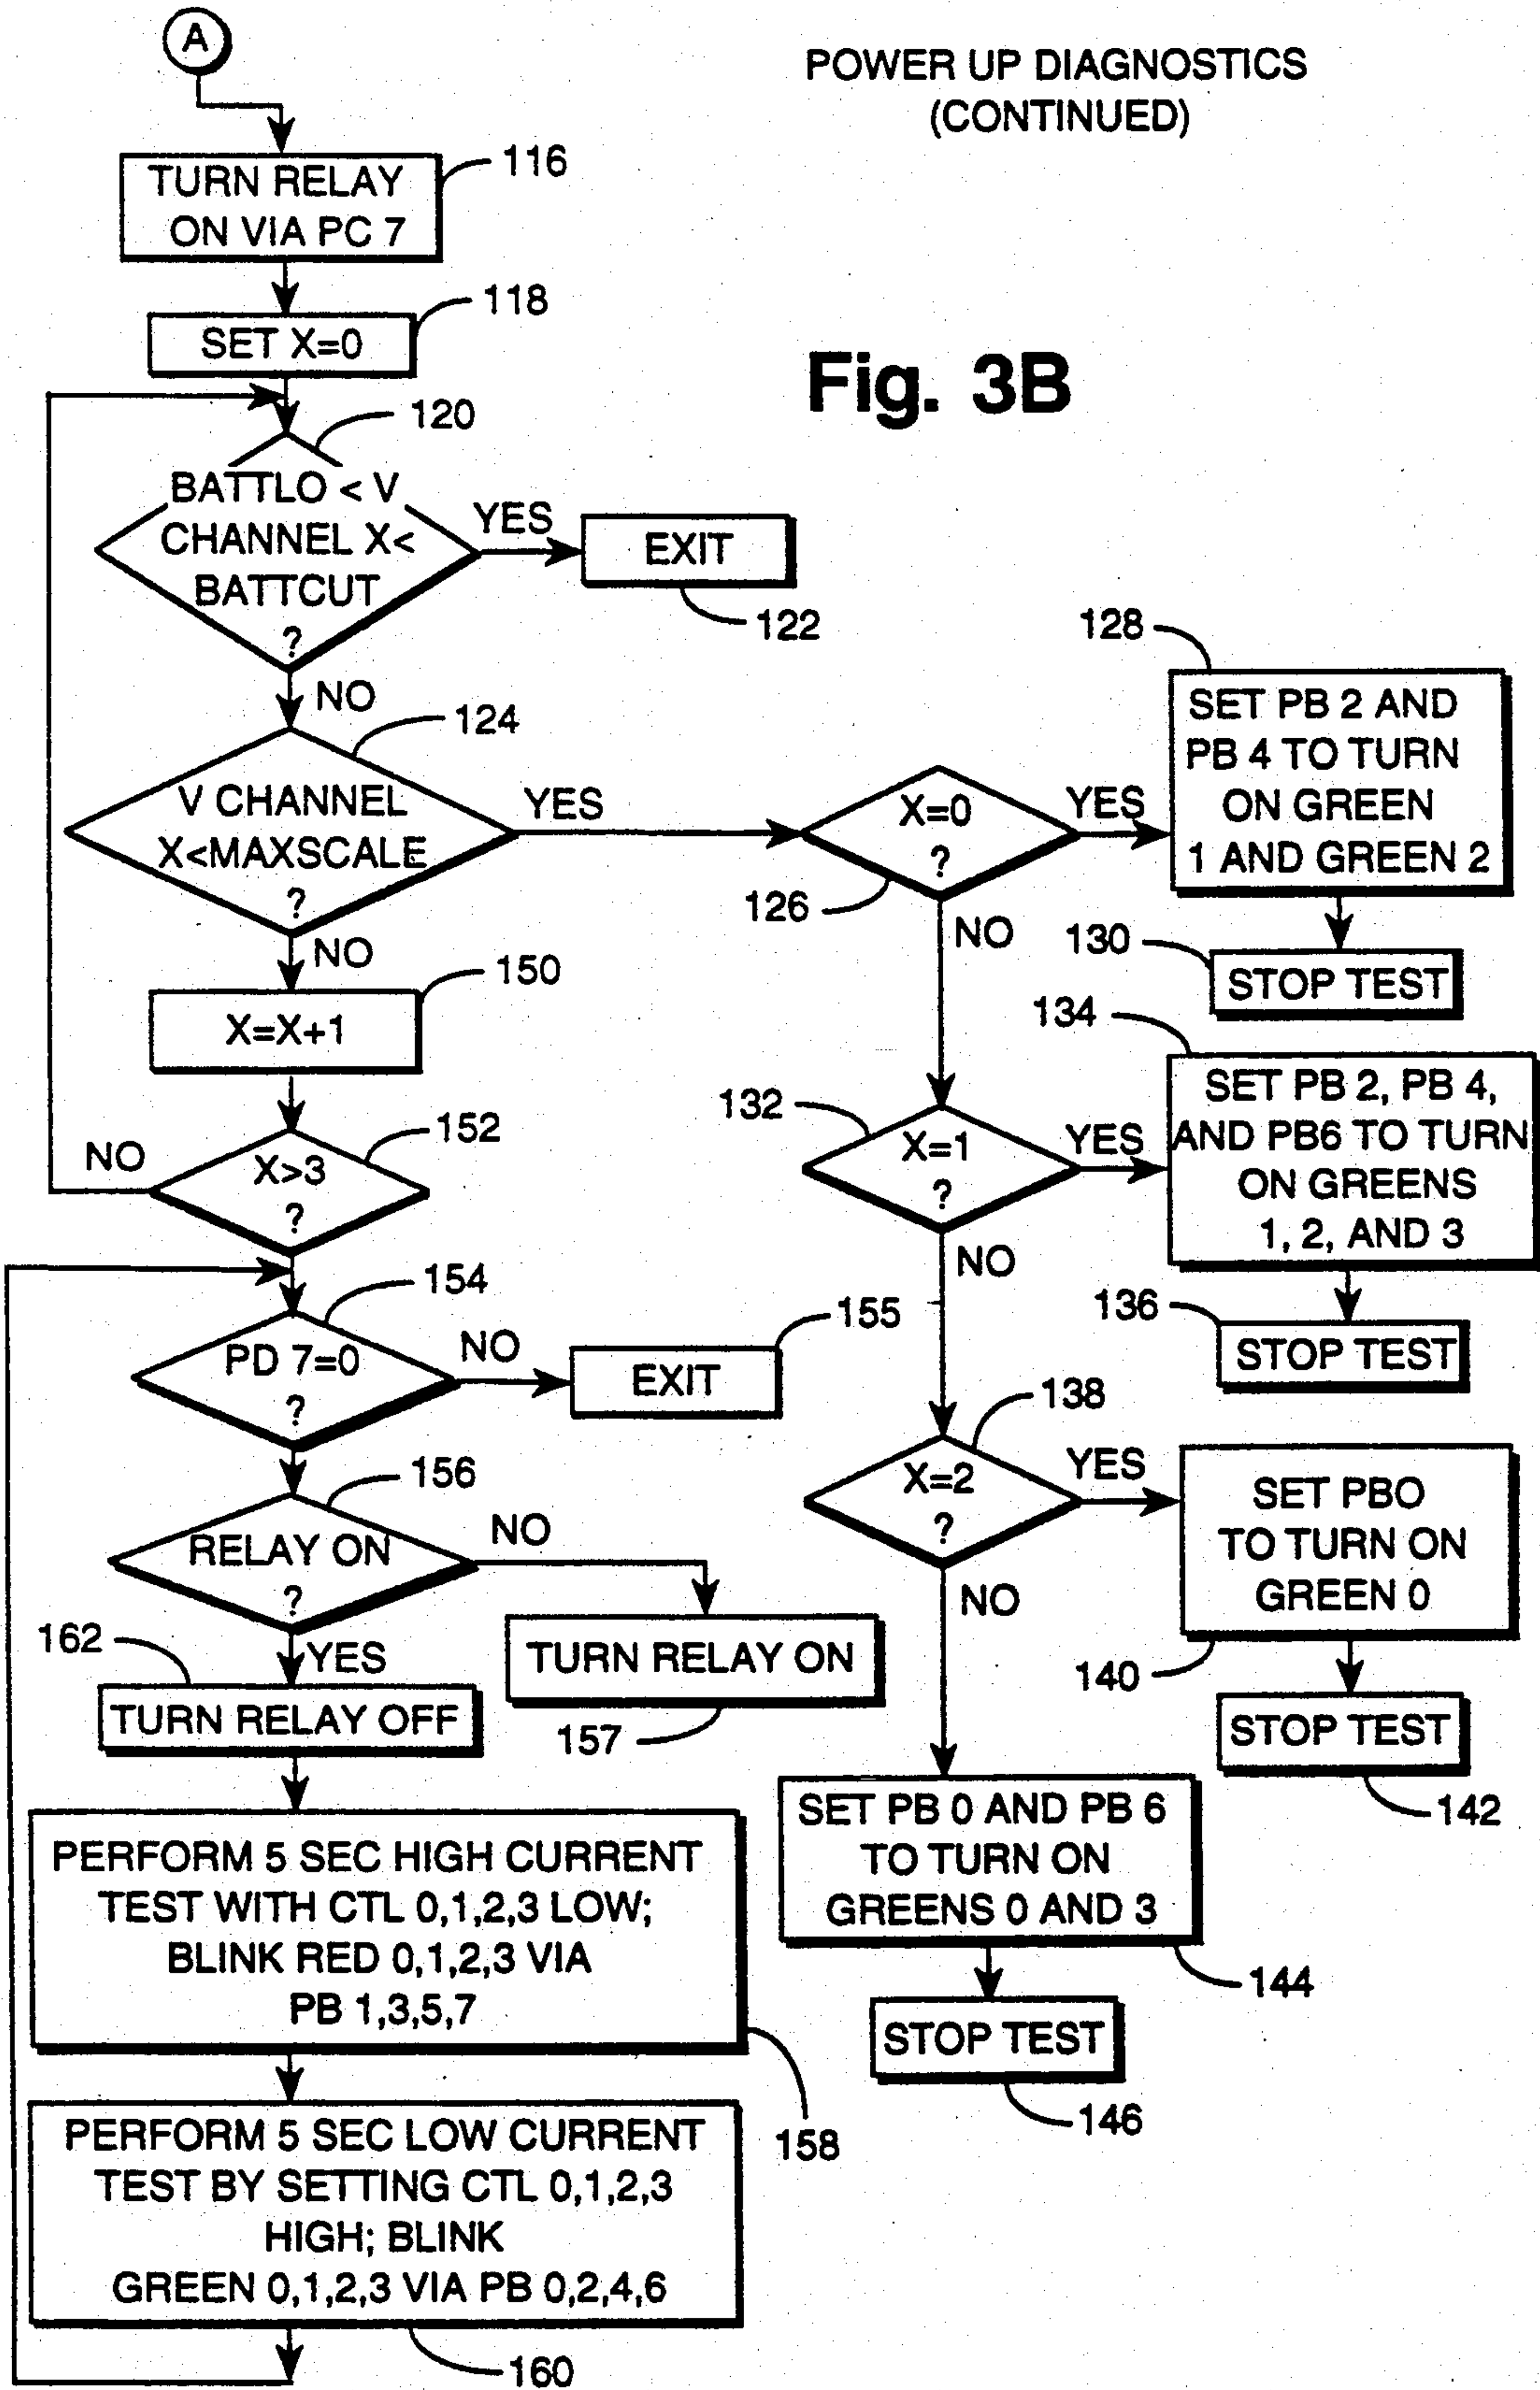 A
POWER UP DIAGNOSTICS
(CONTINUED)
TURN RELAY
ON VIA PC 7
116
SET X=0
118
Fig. 3B
120
BATTLO < V
CHANNEL X<
BATTCUT
?
YES
EXIT
122
NO
124
V CHANNEL
X<MAXSCALE
?
YES
X=0
?
126
YES
128
SET PB 2 AND
PB 4 TO TURN
ON GREEN
1 AND GREEN 2
130
STOP TEST
NO
NO
150
X=X+1
132
X=1
?
YES
134
SET PB 2, PB 4,
AND PB6 TO TURN
ON GREENS
1, 2, AND 3
136
STOP TEST
NO
152
X>3
?
NO
154
PD 7=0
?
NO
155
EXIT
138
X=2
?
YES
SET PBO
TO TURN ON
GREEN 0
140
STOP TEST
142
NO
156
RELAY ON
?
NO
TURN RELAY ON
157
YES
162
TURN RELAY OFF
SET PB 0 AND PB 6
TO TURN ON
GREENS 0 AND 3
144
STOP TEST
146
PERFORM 5 SEC HIGH CURRENT
TEST WITH CTL 0,1,2,3 LOW;
BLINK RED 0,1,2,3 VIA
PB 1,3,5,7
158
PERFORM 5 SEC LOW CURRENT
TEST BY SETTING CTL 0,1,2,3
HIGH; BLINK
GREEN 0,1,2,3 VIA PB 0,2,4,6
160